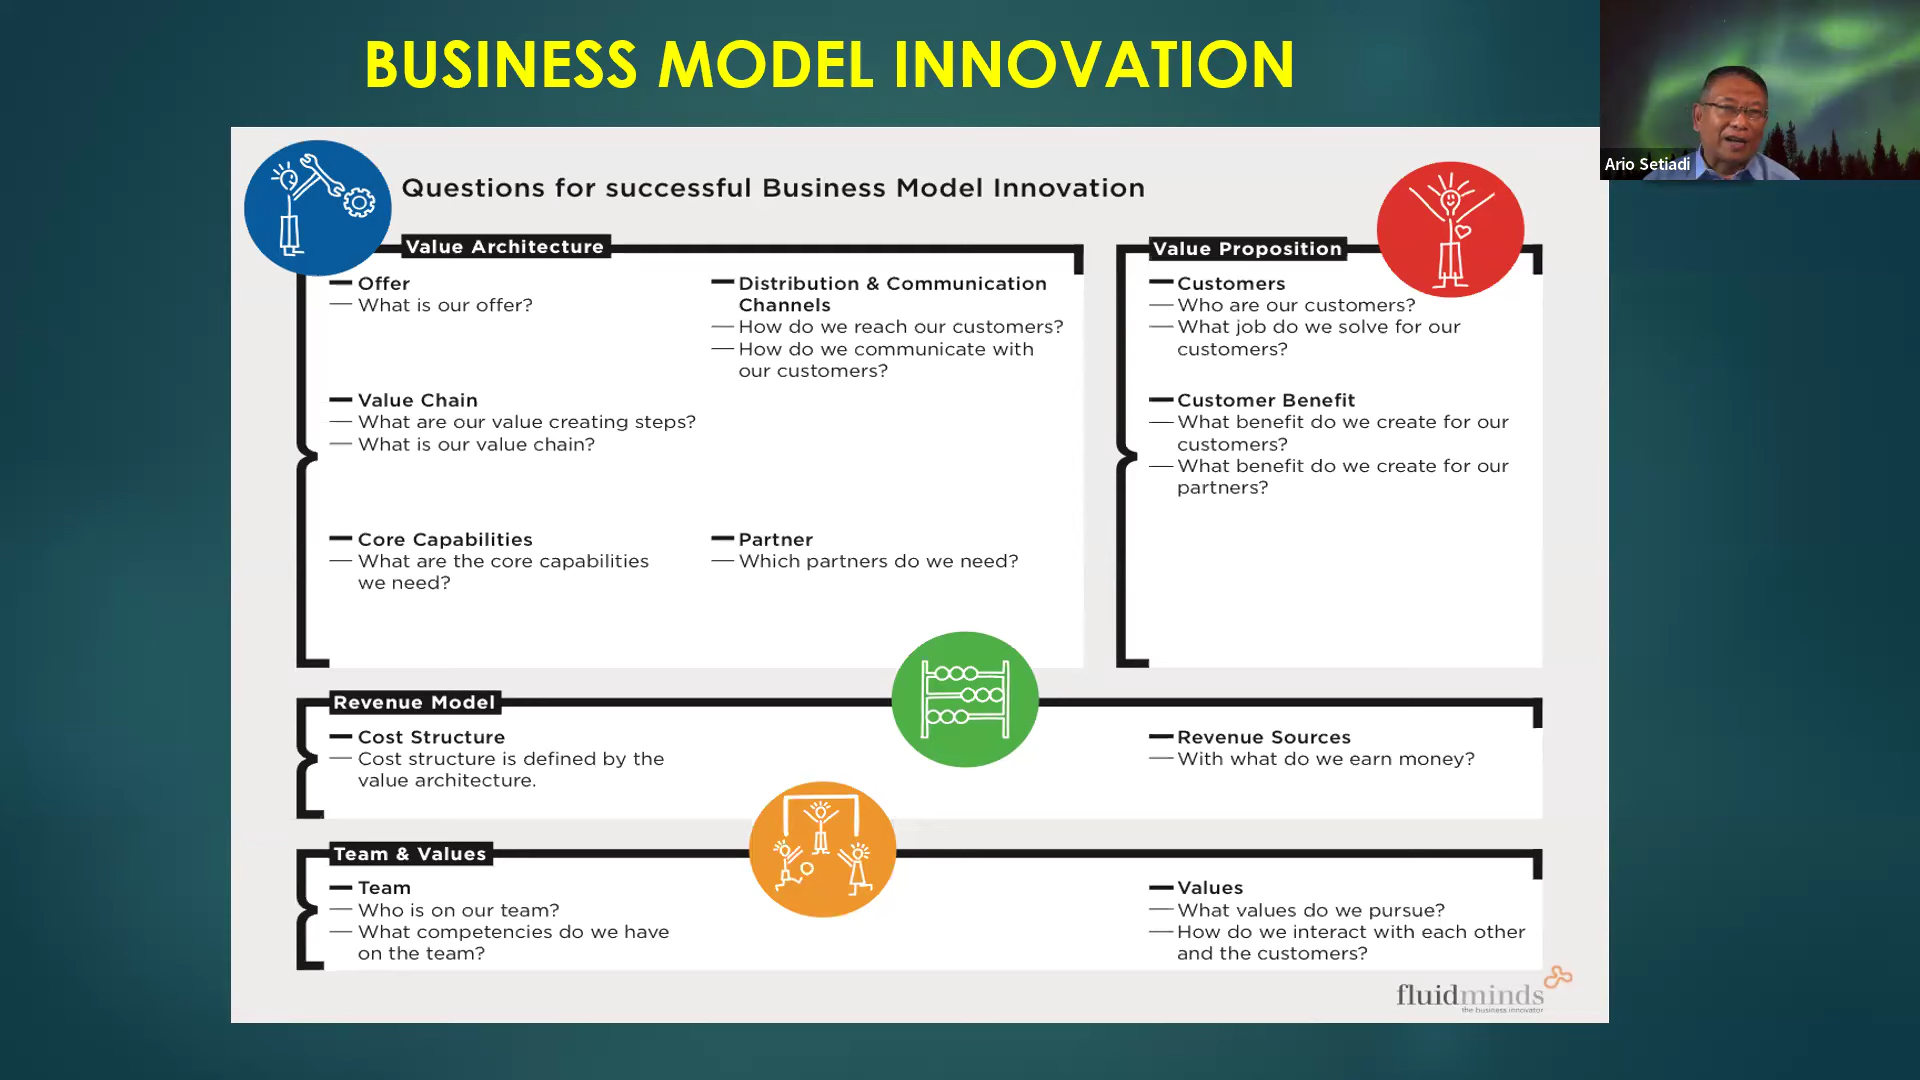 BUSINESS MODEL INNOVATION
Ario Setiadi
Questions for successful Business Model Innovation
Value Architecture
Offer
What is our offer?
Value Chain
What are our value creating steps?
What is our value chain?
Core Capabilities
What are the core capabilities
we need?
Distribution & Communication
Channels
How do we reach our customers?
How do we communicate with
our customers?
Partner
Which partners do we need?
Value Proposition
Customers
Who are our customers?
What job do we solve for our
customers?
Customer Benefit
What benefit do we create for our
customers?
What benefit do we create for our
partners?
Revenue Model
Cost Structure
Cost structure is defined by the
value architecture.
Revenue Sources
With what do we earn money?
Team & Values
Team
Who is on our team?
What competencies do we have
on the team?
Values
What values do we pursue?
How do we interact with each other
and the customers?
fluidminds
the business innovator